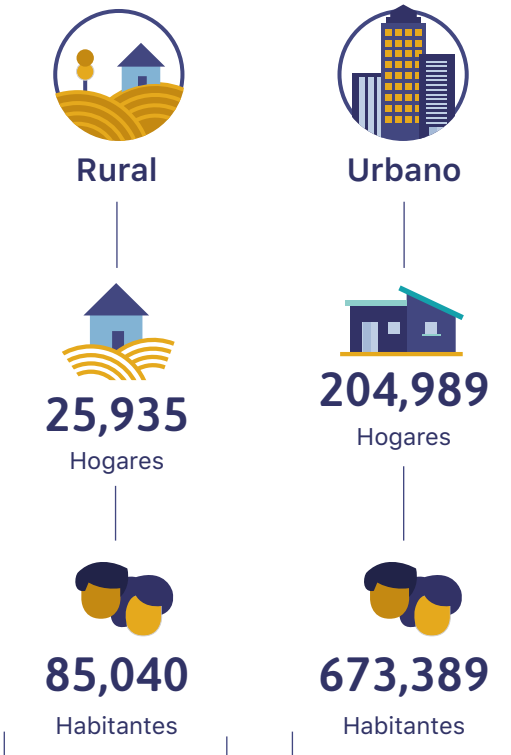 Rural
Urbano
25,935
Hogares
204,989
Hogares
85,040
Habitantes
673,389
Habitantes